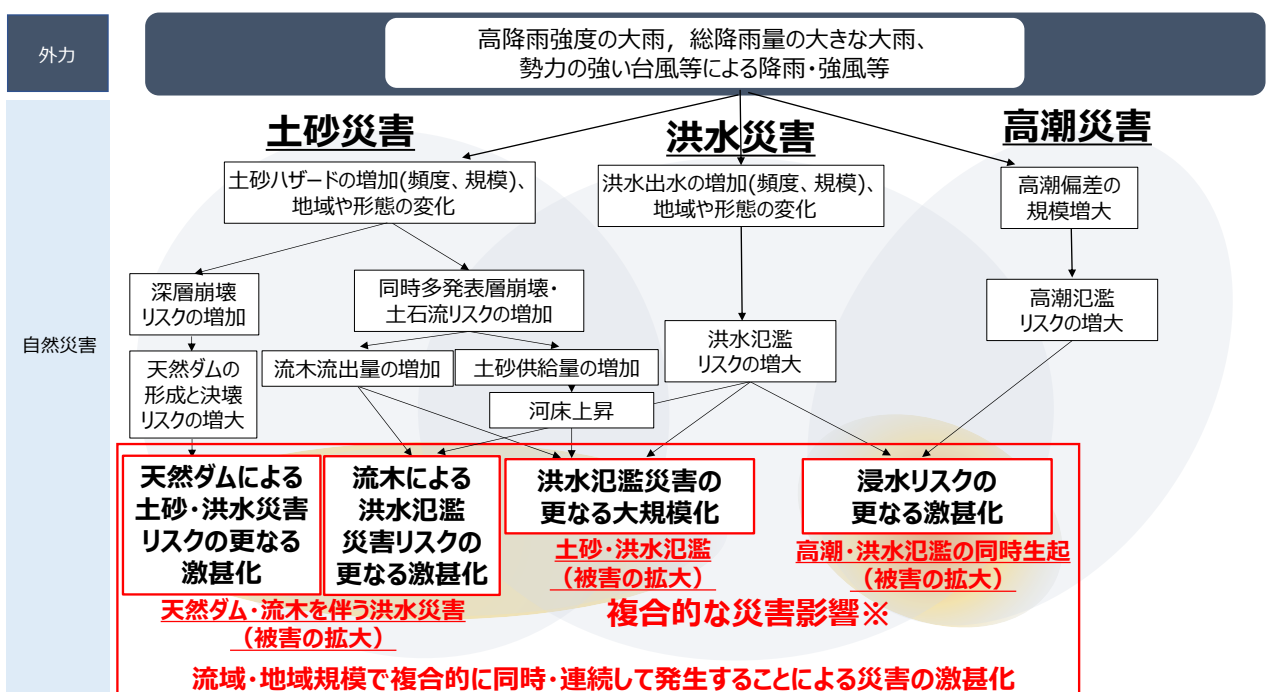 外力
高降雨強度の大雨，総降雨量の大きな大雨、
勢力の強い台風等による降雨・強風等
自然災害
土砂災害
洪水災害
高潮災害
土砂ハザードの増加(頻度、規模)、
地域や形態の変化
洪水出水の増加(頻度、規模)、
地域や形態の変化
高潮偏差の
規模増大
深層崩壊
リスクの増加
同時多発表層崩壊・
土石流リスクの増加
高潮氾濫
リスクの増大
洪水氾濫
リスクの増大
天然ダムの
形成と決壊
リスクの増大
流木流出量の増加
土砂供給量の増加
河床上昇
天然ダムによる
土砂・洪水災害
リスクの更なる
激甚化
流木による
洪水氾濫
災害リスクの
更なる激甚化
洪水氾濫災害の
更なる大規模化
浸水リスクの
更なる激甚化
土砂・洪水氾濫
（被害の拡大）
高潮・洪水氾濫の同時生起
（被害の拡大）
天然ダム・流木を伴う洪水災害
（被害の拡大）
複合的な災害影響※
流域・地域規模で複合的に同時・連続して発生することによる災害の激甚化